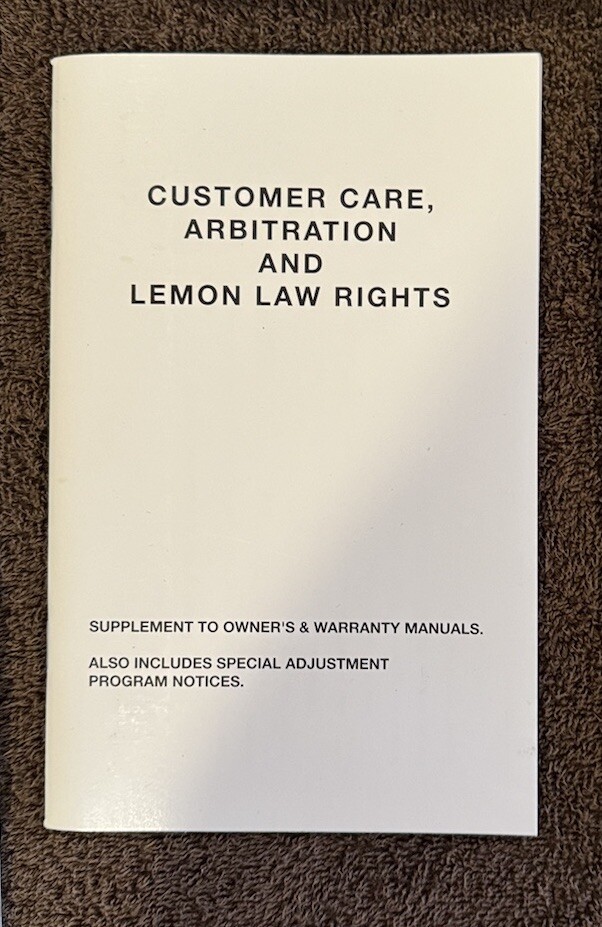 CUSTOMER CARE,
ARBITRATION
AND
LEMON LAW RIGHTS
SUPPLEMENT TO OWNER'S & WARRANTY MANUALS.
ALSO INCLUDES SPECIAL ADJUSTMENT
PROGRAM NOTICES.